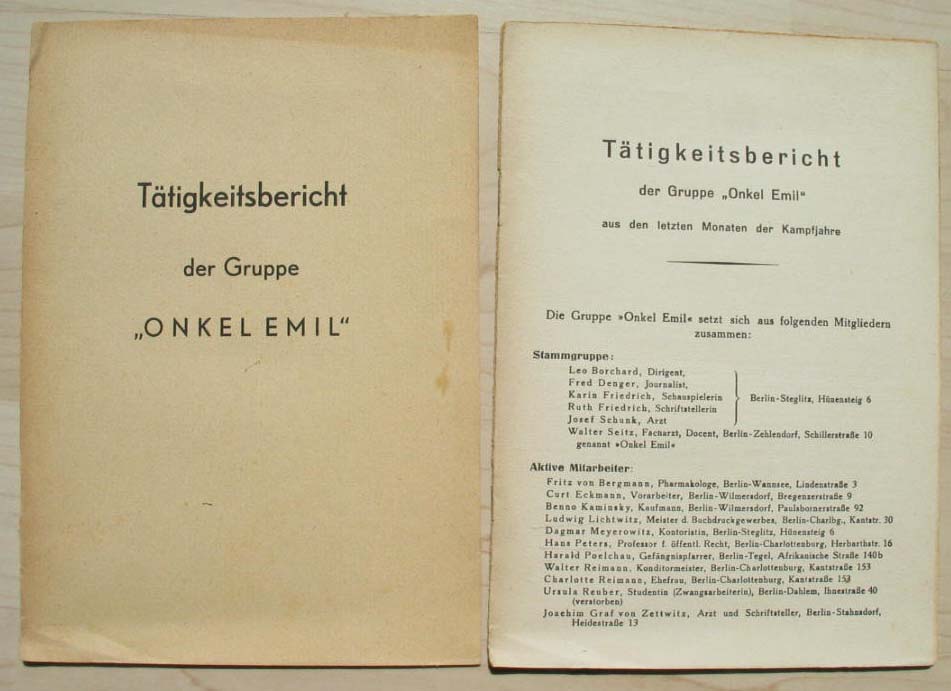 Tätigkeitsbericht
der Gruppe
„ONKEL EMIL“
Tätigkeitsbericht
der Gruppe „Onkel Emil“
aus den letzten Monaten der Kampfjahre
Die Gruppe »Onkel Emil« setzt sich aus folgenden Mitgliedern
zusammen:
Stammgruppe:
Leo Borchard, Dirigent,
Fred Denger, Journalist,
Karin Friedrich, Schauspielerin
Ruth Friedrich, Schriftstellerin
Josef Schunk, Arzt
Berlin-Steglitz, Hünensteig 6
Walter Seitz, Facharzt, Docent, Berlin-Zehlendorf, Schillerstraße 10
genannt »Onkel Emil«
Aktive Mitarbeiter:
Fritz von Bergmann, Pharmakologe, Berlin-Wannsee, Lindenstraße 3
Curt Eckmann, Vorarbeiter, Berlin-Wilmersdorf, Bregenzerstraße 9
Benno Kaminsky, Kaufmann, Berlin-Wilmersdorf, Paulsbornerstraße 92
Ludwig Lichtwitz, Meister d. Buchdruckgewerbes, Berlin-Charlbg., Kantstr. 30
Dagmar Meyerowitz, Kontoristin, Berlin-Steglitz, Hünensteig 6
Hans Peters, Professor f. öffentl. Recht, Berlin-Charlottenburg, Herbarthstr. 16
Harald Poelchau, Gefängnispfarrer, Berlin-Tegel, Afrikanische Straße 140b
Walter Reimann, Konditormeister, Berlin-Charlottenburg, Kantstraße 153
Charlotte Reimann, Ehefrau, Berlin-Charlottenburg, Kantstraße 153
Ursula Reuber, Studentin (Zwangsarbeiterin), Berlin-Dahlem, Ihnestraße 40
(verstorben)
Joachim Graf von Zettwitz, Arzt und Schriftsteller, Berlin-Stahnsdorf,
Heidestraße 13